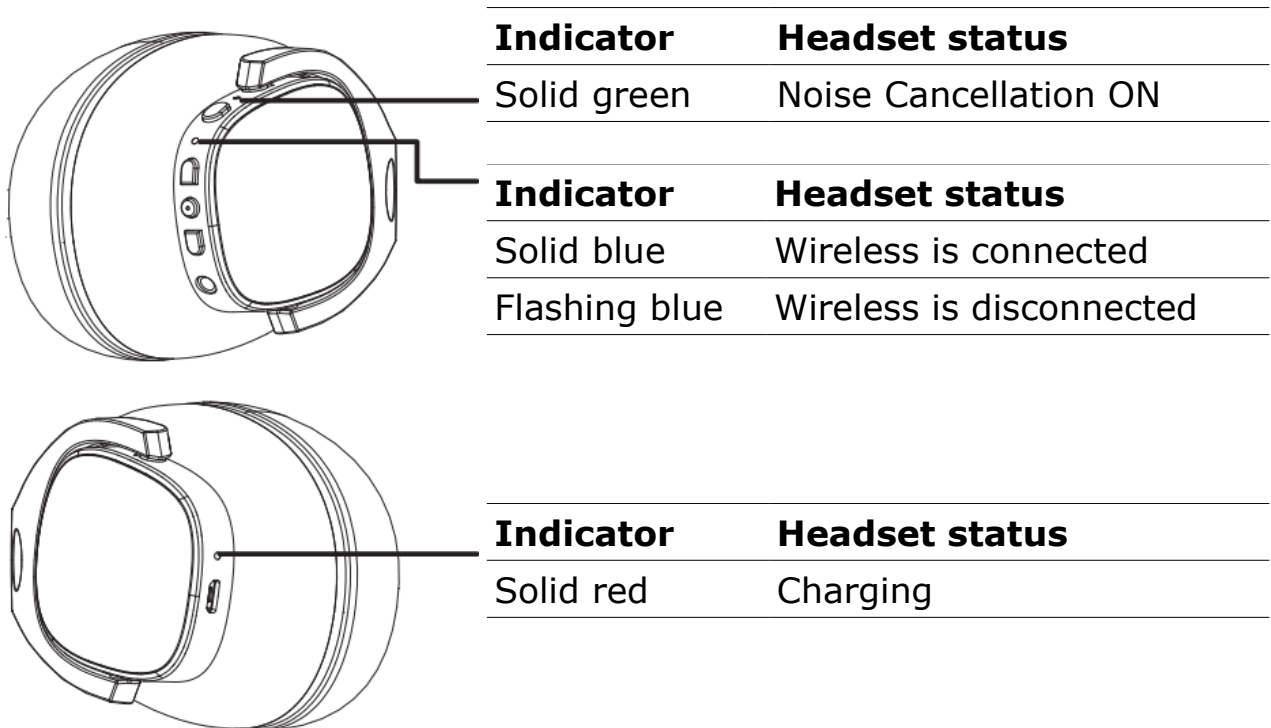 Indicator Headset status
Solid green Noise Cancellation ON
Indicator Headset status
Solid blue Wireless is connected
Flashing blue Wireless is disconnected
Indicator Headset status
Solid red Charging